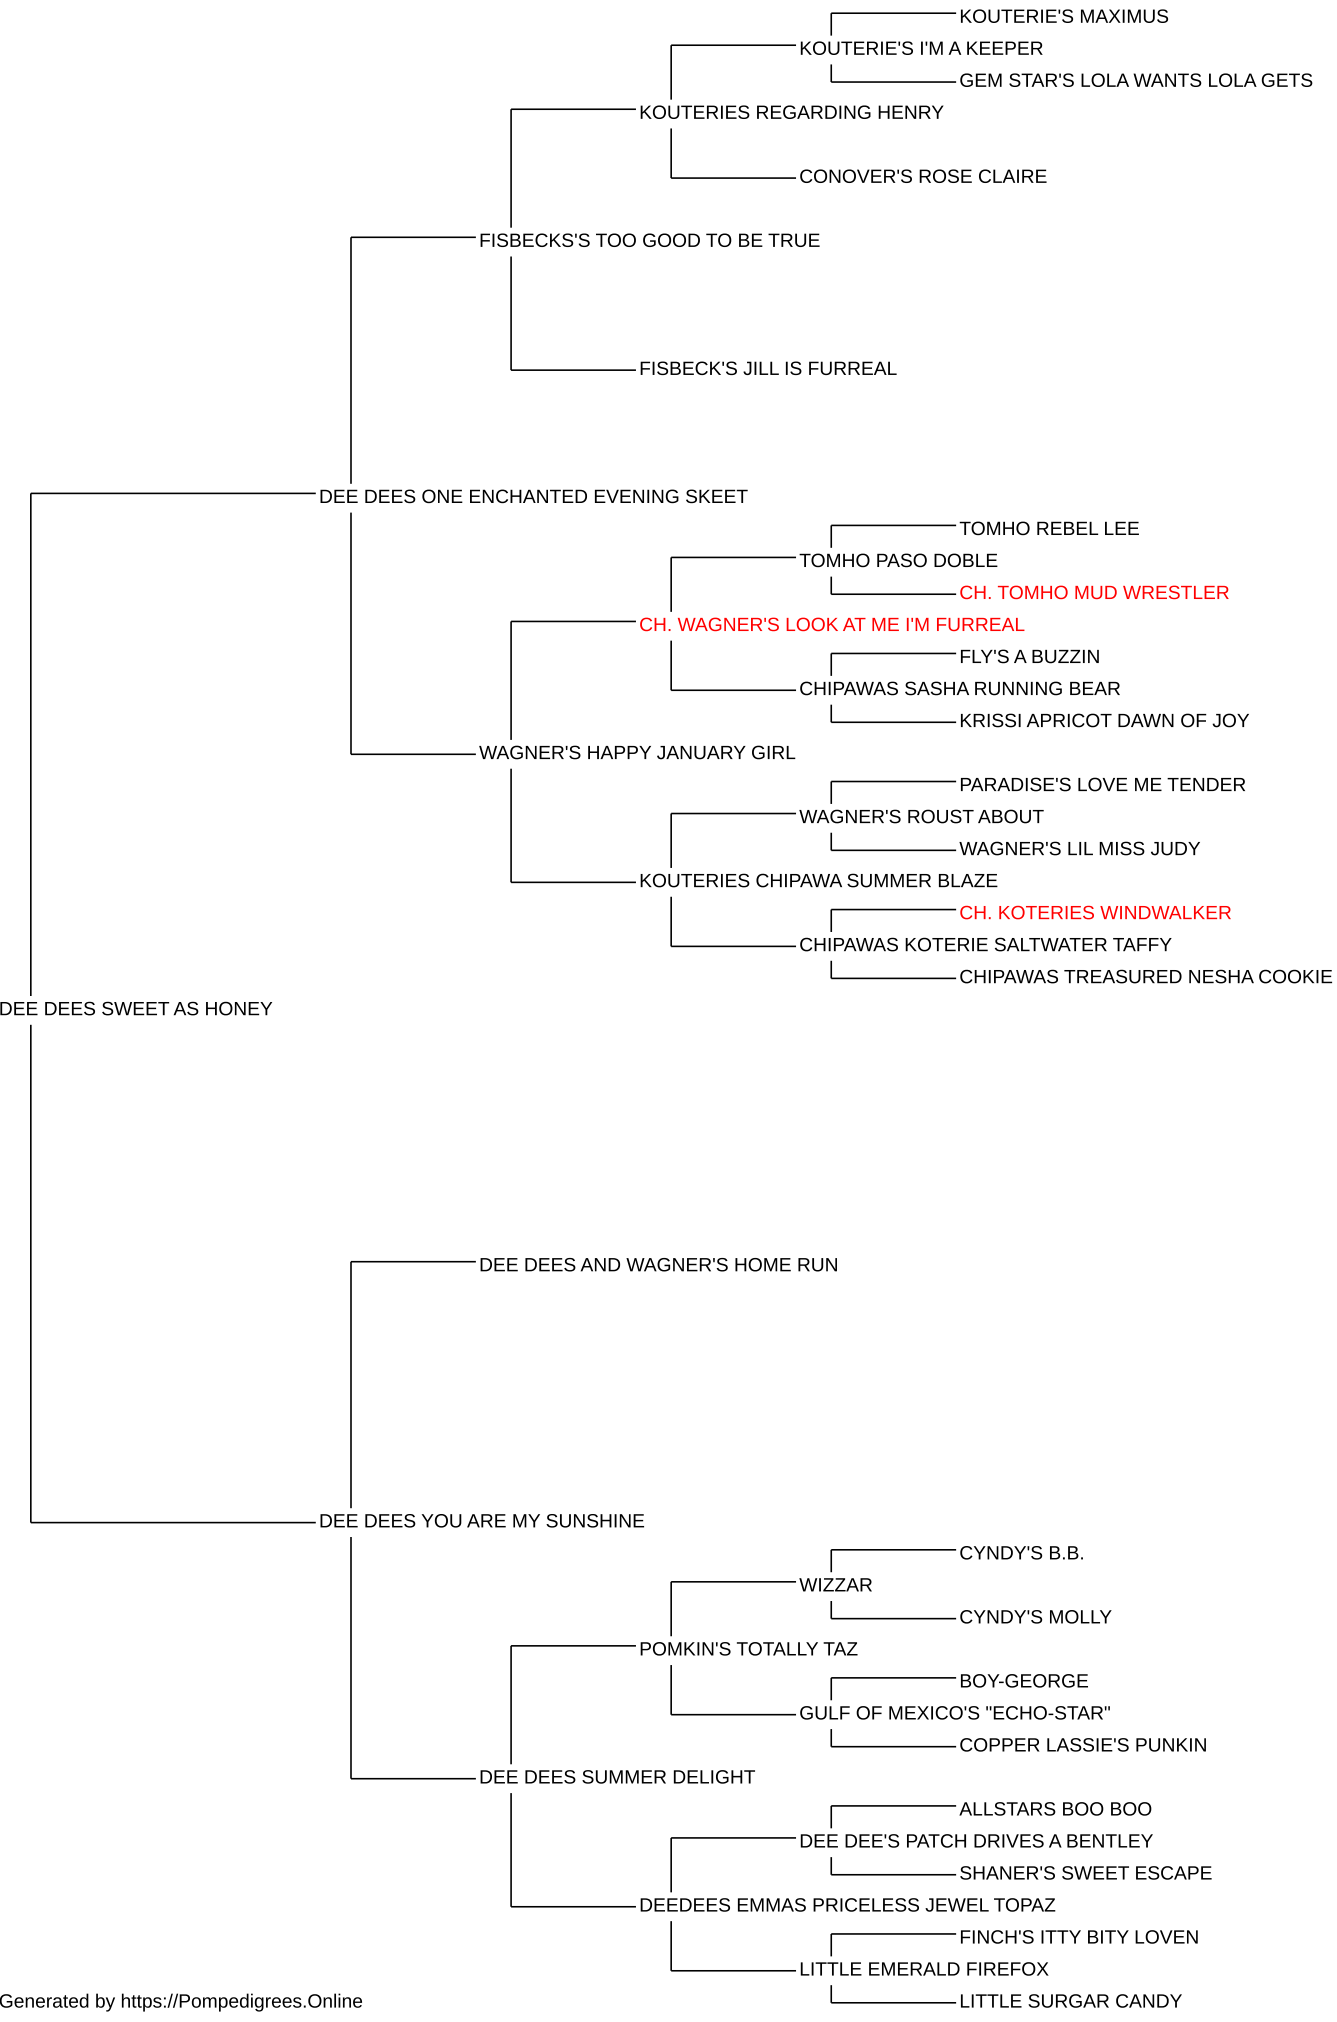 KOUTERIE'S MAXIMUS
KOUTERIE'S I'M A KEEPER
GEM STAR'S LOLA WANTS LOLA GETS
KOUTERIES REGARDING HENRY
CONOVER'S ROSE CLAIRE
FISBECKS'S TOO GOOD TO BE TRUE
FISBECK'S JILL IS FURREAL
DEE DEES ONE ENCHANTED EVENING SKEET
TOMHO REBEL LEE
TOMHO PASO DOBLE
CH. TOMHO MUD WRESTLER
CH. WAGNER'S LOOK AT ME I'M FURREAL
FLY'S A BUZZIN
CHIPAWAS SASHA RUNNING BEAR
KRISSI APRICOT DAWN OF JOY
WAGNER'S HAPPY JANUARY GIRL
PARADISE'S LOVE ME TENDER
WAGNER'S ROUST ABOUT
WAGNER'S LIL MISS JUDY
KOUTERIES CHIPAWA SUMMER BLAZE
CH. KOTERIES WINDWALKER
CHIPAWAS KOTERIE SALTWATER TAFFY
CHIPAWAS TREASURED NESHA COOKIE
DEE DEES SWEET AS HONEY
DEE DEES AND WAGNER'S HOME RUN
DEE DEES YOU ARE MY SUNSHINE
CYNDY'S B.B.
WIZZAR
CYNDY'S MOLLY
POMKIN'S TOTALLY TAZ
BOY-GEORGE
GULF OF MEXICO'S "ECHO-STAR"
COPPER LASSIE'S PUNKIN
DEE DEES SUMMER DELIGHT
ALLSTARS BOO BOO
DEE DEE'S PATCH DRIVES A BENTLEY
SHANER'S SWEET ESCAPE
DEEDEES EMMAS PRICELESS JEWEL TOPAZ
FINCH'S ITTY BITY LOVEN
LITTLE EMERALD FIREFOX
LITTLE SURGAR CANDY
Generated by https://Pompedigrees.Online